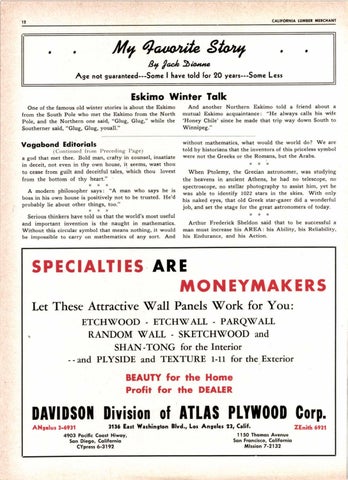 12
CALIFORNIA LUMBER MERCHANT
My Favorite Story
By Jack Dionne
Age not guaranteed---Some I have told for 20 years---Some Less
Eskimo Winter Talk
One of the famous old winter stories is about the Eskimo
from the South Pole who met the Eskimo from the North
Pole, and the Northern one said, "Glug, Glug," while the
Southerner said, "Glug, Glug, youall."
And another Northern Eskimo told a friend about a
mutual Eskimo acquaintance: "He always calls his wife
'Honey Chile' since he made that trip way down South to
Winnipeg."
Vagabond Editorials
(Continued from Preceding Page)
a god that met thee. Bold man, crafty in counsel, insatiate
in deceit, not even in thy own house, it seems, wast thou
to cease from guile and deceitful tales, which thou lovest
from the bottom of thy heart."
* * *
A modern philosopher says: "A man who says he is
boss in his own house is positively not to be trusted. He'd
probably lie about other things, too."
* * *
Serious thinkers have told us that the world's most useful
and important invention is the naught in mathematics.
Without this circular symbol that means nothing, it would
be impossible to carry on mathematics of any sort. And
without mathematics, what would the world do? We are
told by historians that the inventors of this priceless symbol
were not the Greeks or the Romans, but the Arabs.
* * *
When Ptolemy, the Grecian astronomer, was studying
the heavens in ancient Athens, he had no telescope, no
spectroscope, no stellar photography to assist him, yet he
was able to identify 1022 stars in the skies. With only
his naked eyes, that old Greek star-gazer did a wonderful
job, and set the stage for the great astronomers of today.
* * *
Arthur Frederick Sheldon said that to be successful a
man must increase his AREA: his Ability, his Reliability,
his Endurance, and his Action.
SPECIALTIES ARE
MONEYMAKERS
Let These Attractive Wall Panels Work for You:
ETCHWOOD - ETCHWALL - PARQWALL
RANDOM WALL - SKETCHWOOD and
SHAN-TONG for the Interior
--and PLYSIDE and TEXTURE 1-11 for the Exterior
BEAUTY for the Home
Profit for the DEALER
DAVIDSON Division of ATLAS PLYWOOD Corp.
ANgelus 3-6931
3136 East Washington Blvd., Los Angeles 23, Calif.
ZEnith 6921
4903 Pacific Coast Hiway,
San Diego, California
CYpress 6-3192
1150 Thomas Avenue
San Francisco, California
Mission 7-2132